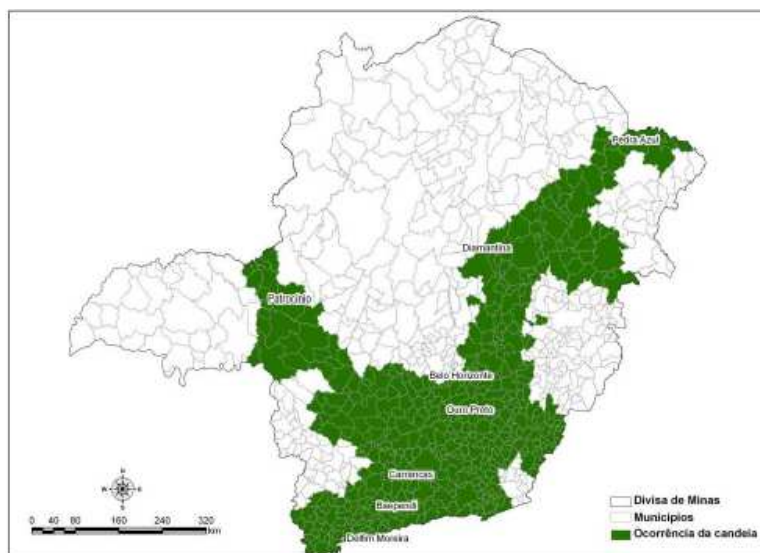 Pedra Azul
Diamantina
Patrocínio
Belo Horizonte
Ouro Preto
Carrancas
Baependi
Delfim Moreira
N
W
E
S
0 40 80 160 240 320
km
Divisa de Minas
Municípios
Ocorrência da candeia